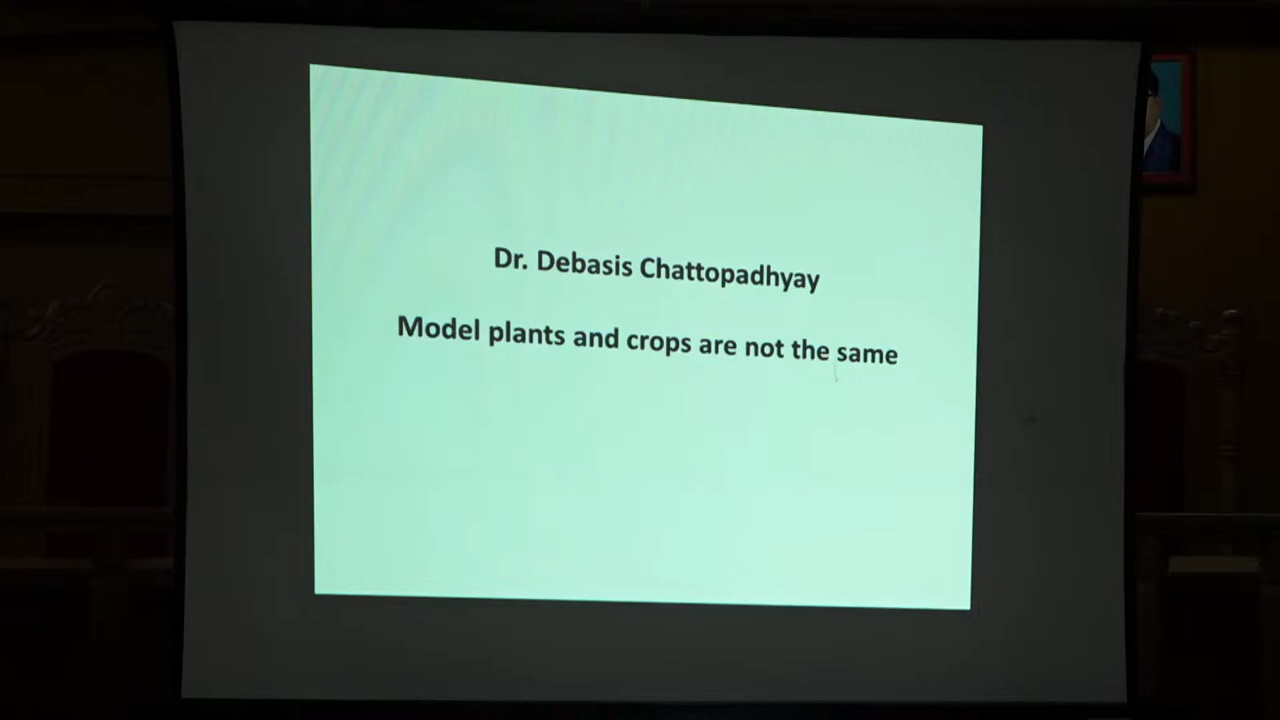 Dr. Debasis Chattopadhyay
Model plants and crops are not the same